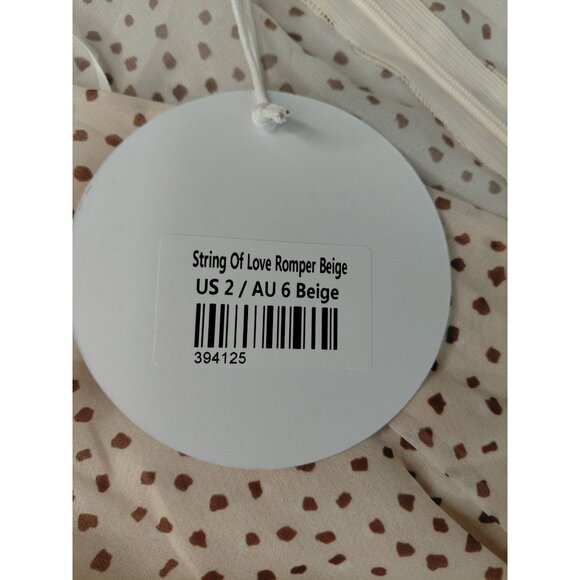 String Of Love Romper Beige
US 2 / AU 6 Beige
394125